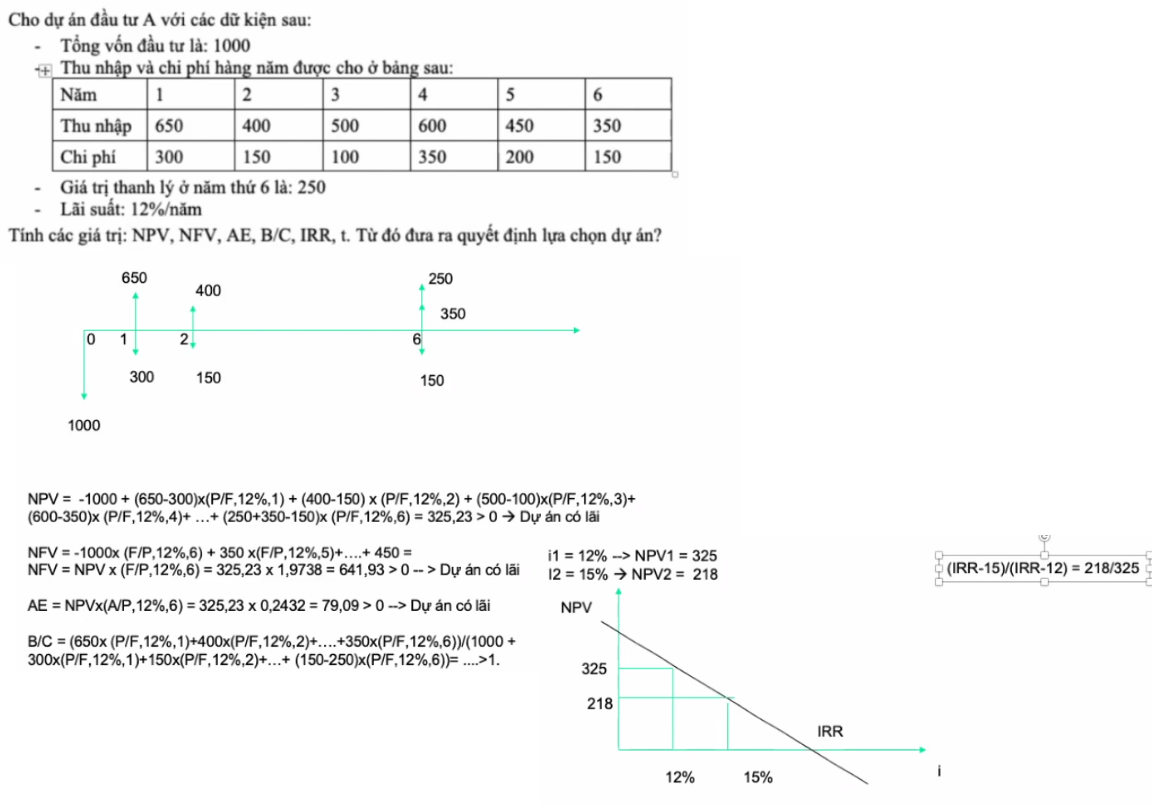 Cho dự án đầu tư A với các dữ kiện sau:
- Tổng vốn đầu tư là: 1000
- Thu nhập và chi phí hàng năm được cho ở bảng sau:
Năm 1 2 3 4 5 6
Thu nhập 650 400 500 600 450 350
Chi phí 300 150 100 350 200 150
- Giá trị thanh lý ở năm thứ 6 là: 250
- Lãi suất: 12%/năm
Tính các giá trị: NPV, NFV, AE, B/C, IRR, t. Từ đó đưa ra quyết định lựa chọn dự án?
650
400
250
350
0 1 2 6
300
150
150
1000
NPV = -1000 + (650-300)x(P/F,12%,1) + (400-150) x (P/F,12%,2) + (500-100)x(P/F,12%,3)+
(600-350)x (P/F,12%,4)+ …+ (250+350-150)x (P/F,12%,6) = 325,23 > 0 → Dự án có lãi
NFV = -1000x (F/P,12%,6) + 350 x(F/P,12%,5)+….+ 450 =
NFV = NPV x (F/P,12%,6) = 325,23 x 1,9738 = 641,93 > 0 -- > Dự án có lãi
AE = NPVx(A/P,12%,6) = 325,23 x 0,2432 = 79,09 > 0 --> Dự án có lãi
B/C = (650x (P/F,12%,1)+400x(P/F,12%,2)+….+350x(P/F,12%,6))/(1000 +
300x(P/F,12%,1)+150x(P/F,12%,2)+…+ (150-250)x(P/F,12%,6))= ….>1.
i1 = 12% --> NPV1 = 325
I2 = 15% → NPV2 = 218
(IRR-15)/(IRR-12) = 218/325
NPV
325
218
IRR
12% 15%
i